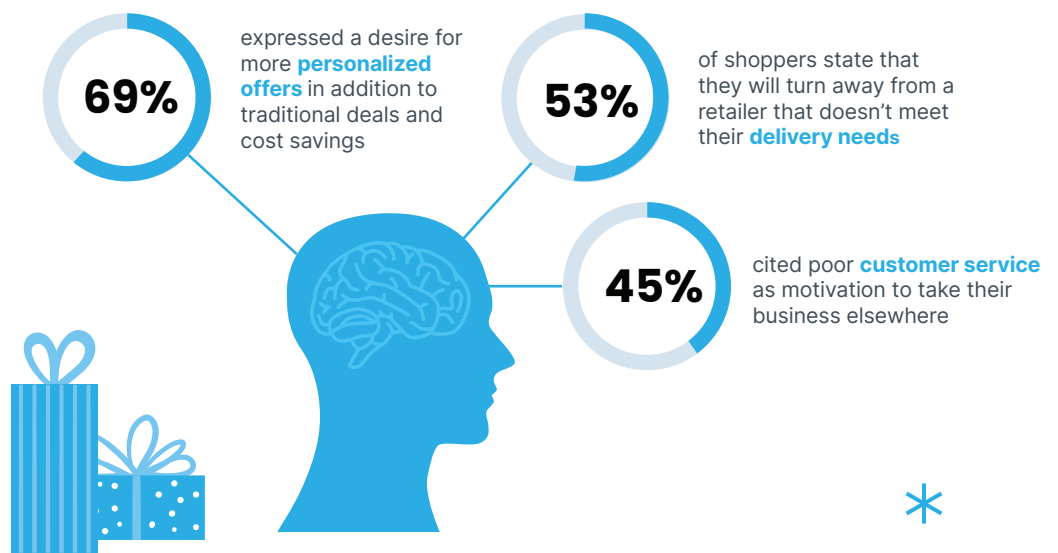 69%
expressed a desire for
more personalized
offers in addition to
traditional deals and
cost savings
53%
of shoppers state that
they will turn away from a
retailer that doesn’t meet
their delivery needs
45%
cited poor customer service
as motivation to take their
business elsewhere